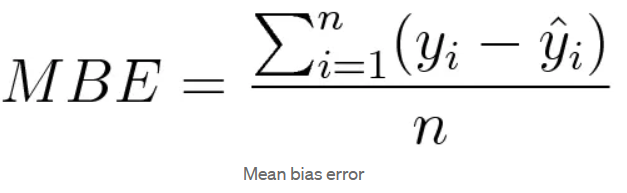 MBE = \frac{\sum_{i=1}^{n}(y_i - \hat{y}_i)}{n}
Mean bias error